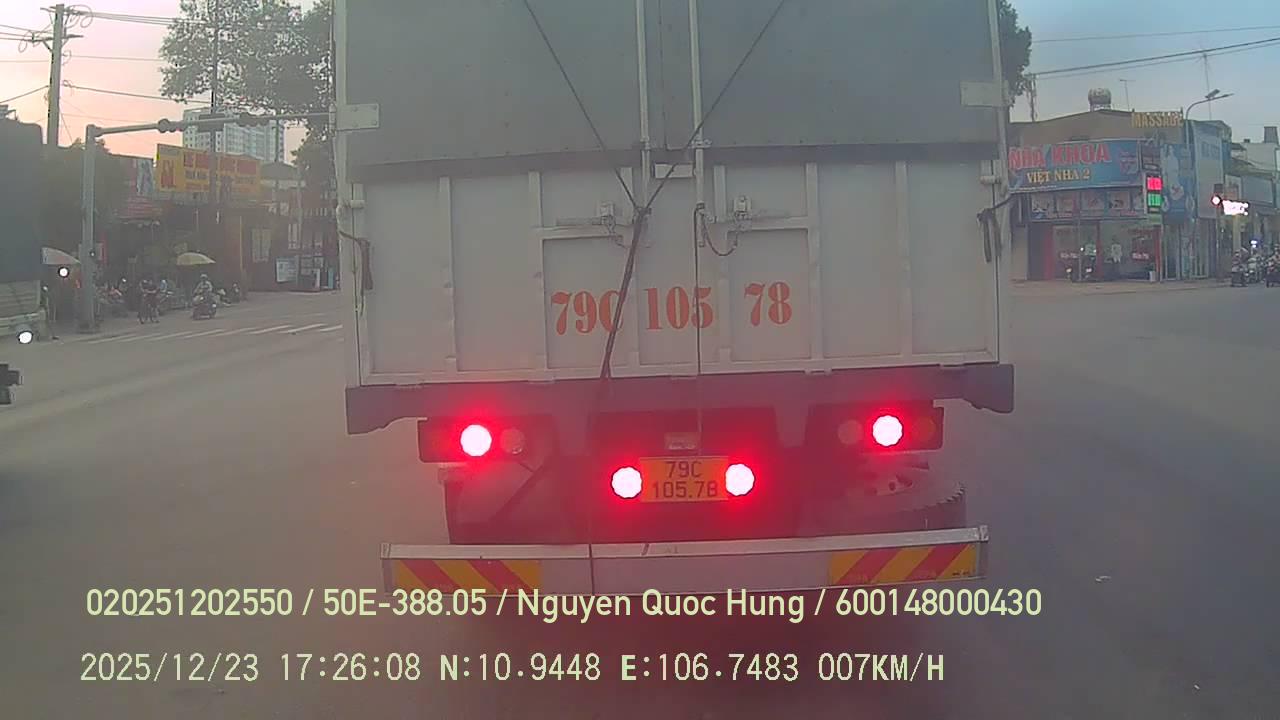 MASSAGE
NHA KHOA
VIỆT NHA 2
79C 105 78
79C
105.78
020251202550 / 50E-388.05 / Nguyen Quoc Hung / 600148000430
2025/12/23 17:26:08 N:10.9448 E:106.7483 007KM/H